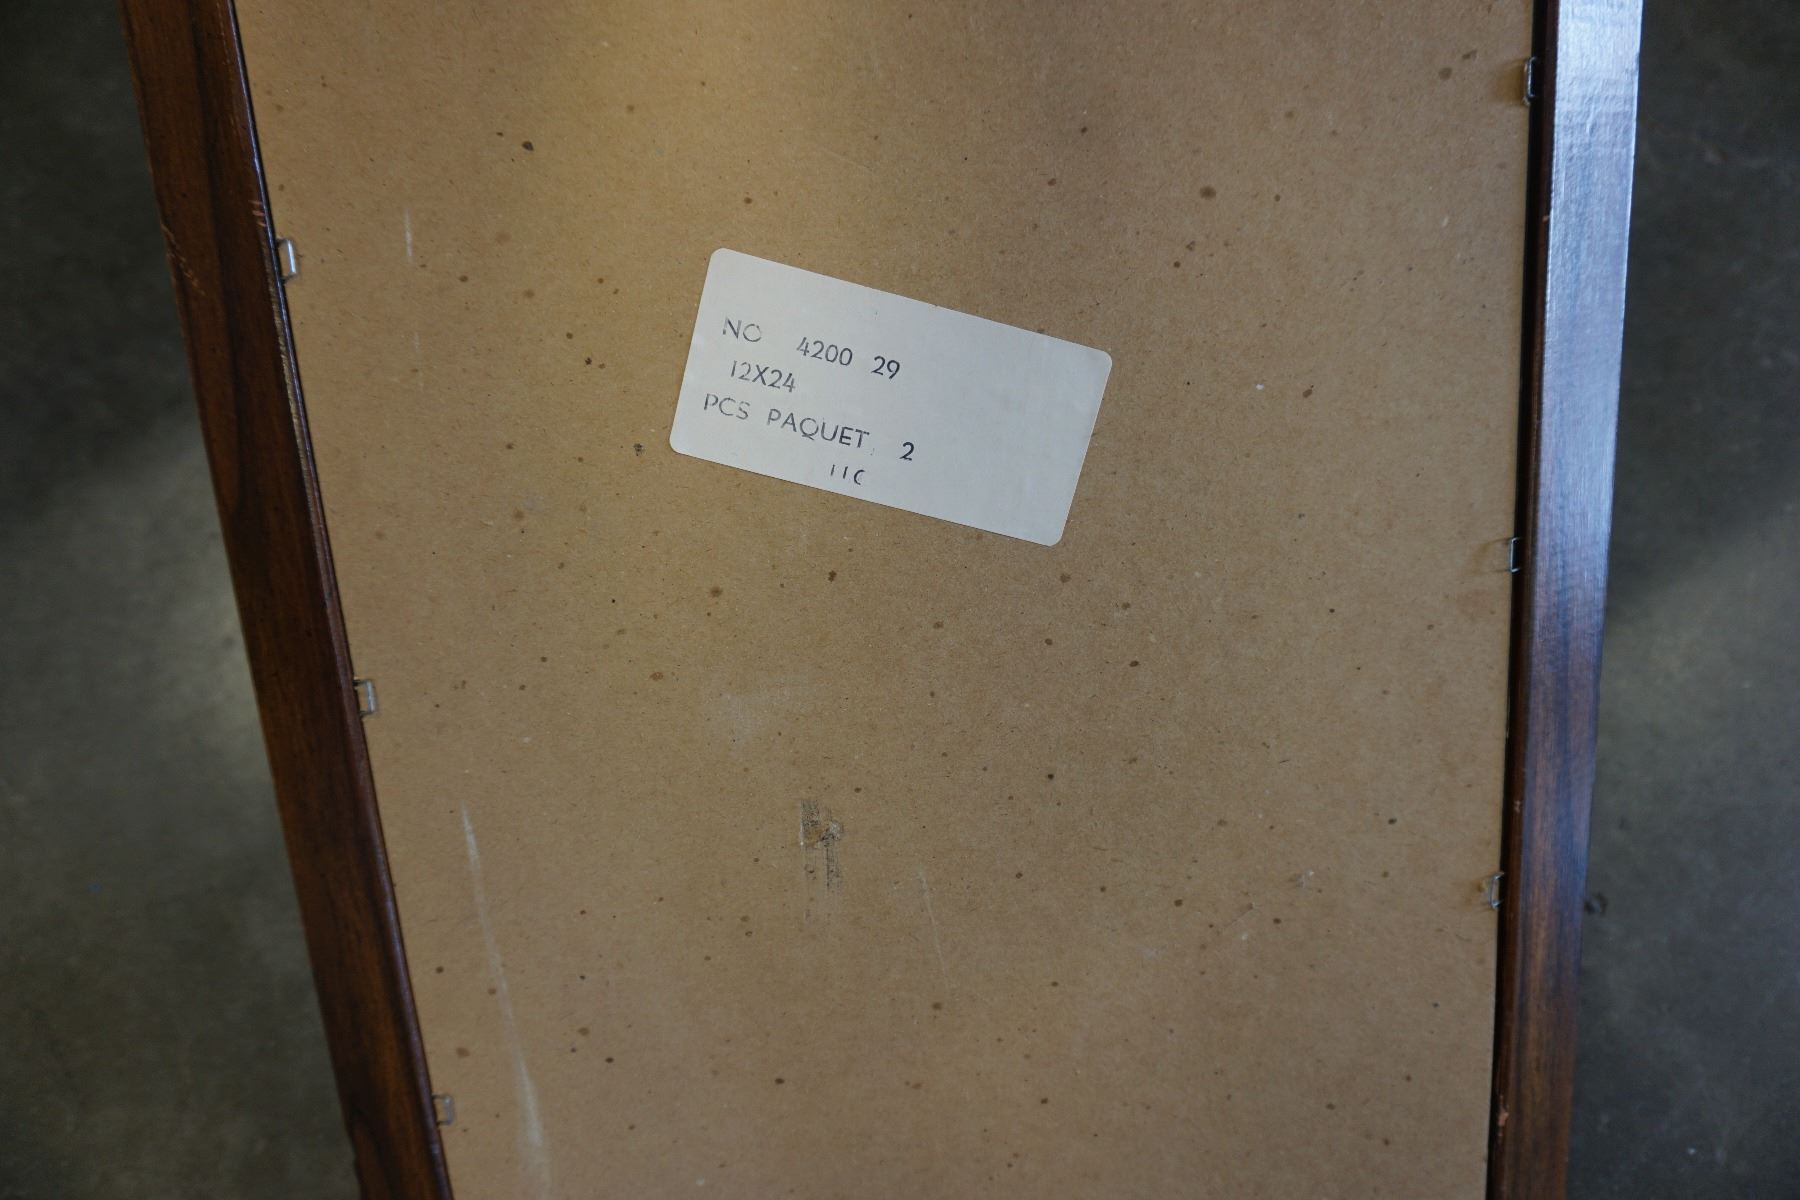 NO 4200 29
12X24
PCS PAQUET. 2